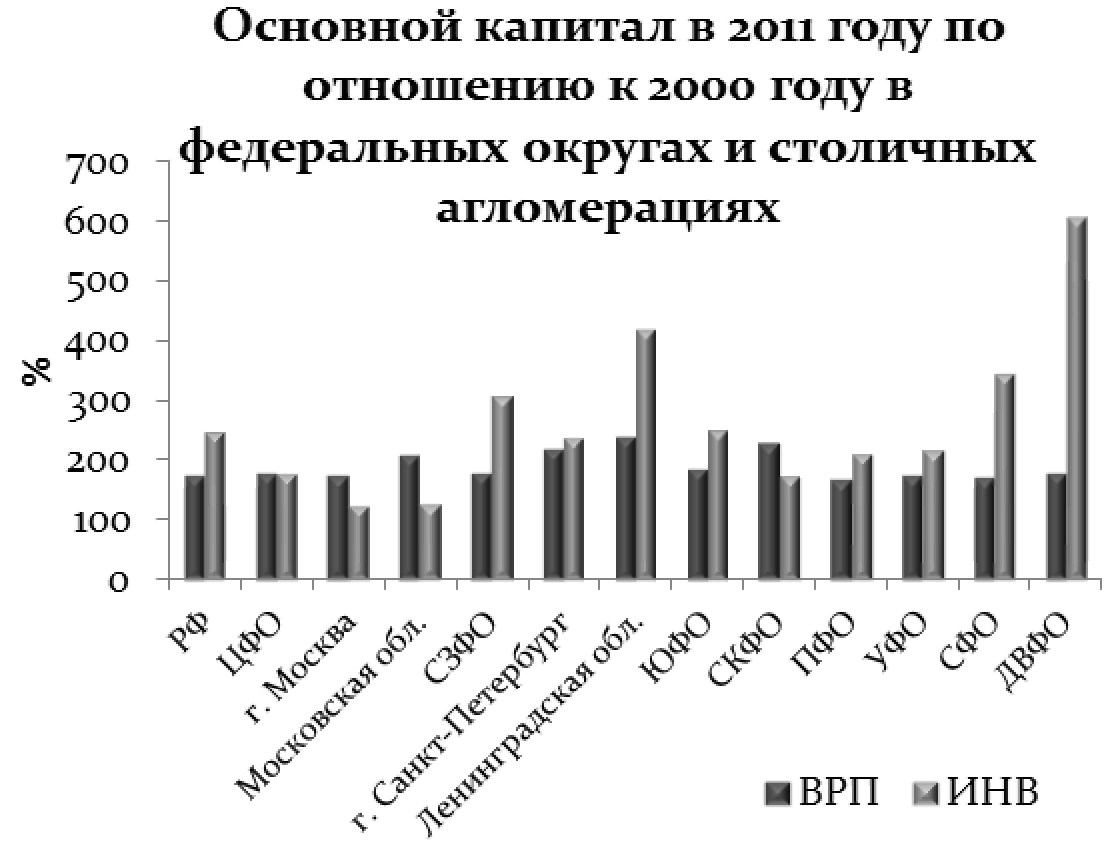 Основной капитал в 2011 году по
отношению к 2000 году в
федеральных округах и столичных
агломерациях
700
600
500
400
300
200
100
0
%
РФ
ЦФО
г. Москва
Московская обл.
СЗФО
г. Санкт-Петербург
Ленинградская обл.
ЮФО
СКФО
ПФО
УФО
СФО
ДВФО
ВРП
ИНВ